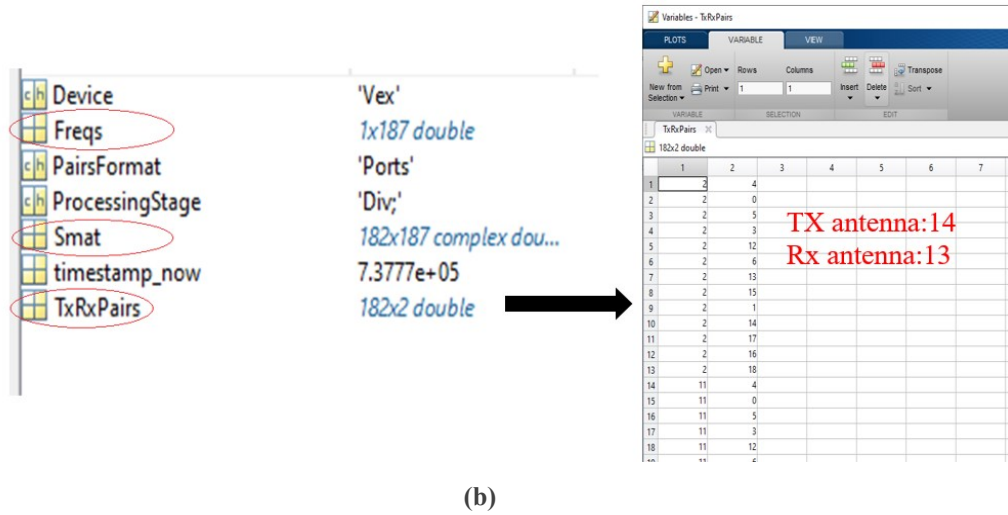 Device 'Vex'
Freqs 1x187 double
PairsFormat 'Ports'
ProcessingStage 'Div;'
Smat 182x187 complex dou...
timestamp_now 7.3777e+05
TxRxPairs 182x2 double
Variables - TxRxPairs
PLOTS VARIABLE VIEW
New from Selection Open Print Rows Columns 1 1 Insert Delete Transpose Sort
VARIABLE SELECTION EDIT
TxRxPairs
182x2 double
1 2 3 4 5 6 7
1 2 4
2 2 0
3 2 5
4 2 3
5 2 12
6 2 6
7 2 13
8 2 15
9 2 1
10 2 14
11 2 17
12 2 16
13 2 18
14 11 4
15 11 0
16 11 5
17 11 3
18 11 12
19 11 6
TX antenna:14
Rx antenna:13
(b)